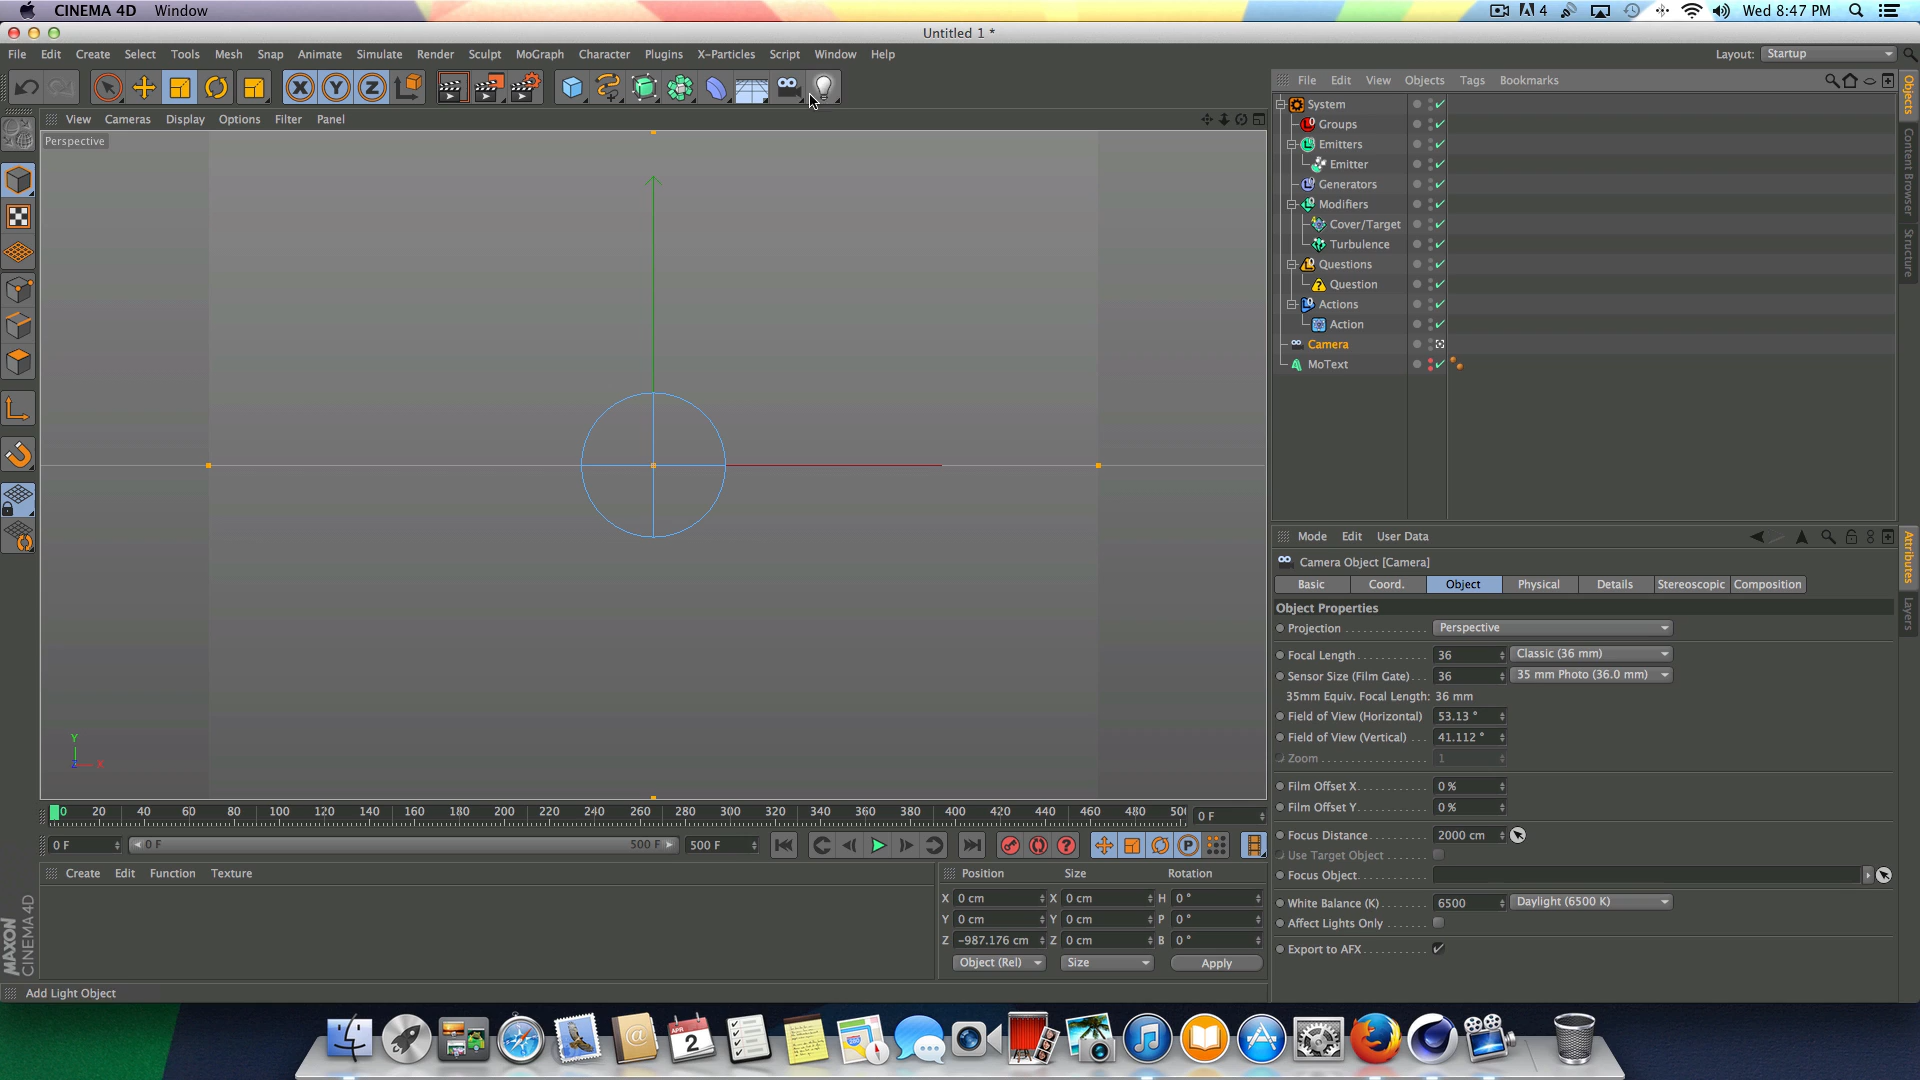 CINEMA 4D Window
4 Wed 8:47 PM
Untitled 1 *
File Edit Create Select Tools Mesh Snap Animate Simulate Render Sculpt MoGraph Character Plugins X-Particles Script Window Help
Layout: Startup
X Y Z
File Edit View Objects Tags Bookmarks
View Cameras Display Options Filter Panel
Perspective
System
Groups
Emitters
Emitter
Generators
Modifiers
Cover/Target
Turbulence
Questions
Question
Actions
Action
Camera
MoText
Objects
Content Browser
Structure
Mode Edit User Data
Camera Object [Camera]
Basic Coord. Object Physical Details Stereoscopic Composition
Object Properties
Projection Perspective
Focal Length 36 Classic (36 mm)
Sensor Size (Film Gate) 36 35 mm Photo (36.0 mm)
35mm Equiv. Focal Length: 36 mm
Field of View (Horizontal) 53.13 °
Field of View (Vertical) 41.112 °
Zoom 1
Film Offset X 0 %
Film Offset Y 0 %
Focus Distance 2000 cm
Use Target Object
Focus Object
White Balance (K) 6500 Daylight (6500 K)
Affect Lights Only
Export to AFX
Attributes
Layers
Y
Z X
0 20 40 60 80 100 120 140 160 180 200 220 240 260 280 300 320 340 360 380 400 420 440 460 480 500 0 F
0 F 0 F 500 F 500 F P
Create Edit Function Texture
Position Size Rotation
X 0 cm X 0 cm H 0 °
Y 0 cm Y 0 cm P 0 °
Z -987.176 cm Z 0 cm B 0 °
Object (Rel) Size Apply
MAXON
CINEMA 4D
Add Light Object
APR
2